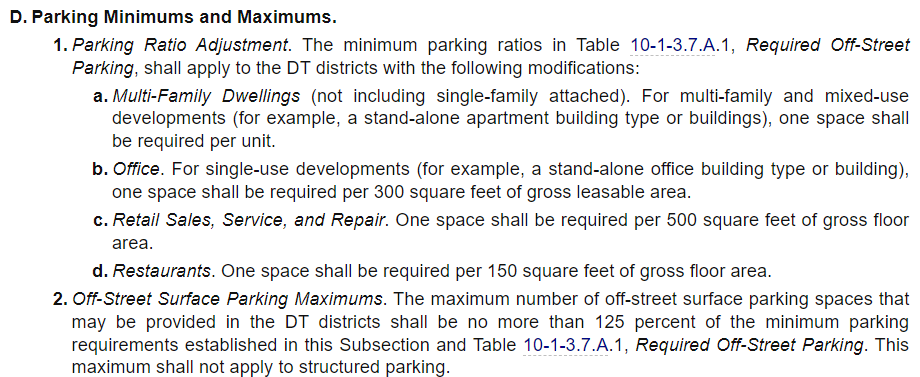 D. Parking Minimums and Maximums.
1. Parking Ratio Adjustment. The minimum parking ratios in Table 10-1-3.7.A.1, Required Off-Street
Parking, shall apply to the DT districts with the following modifications:
a. Multi-Family Dwellings (not including single-family attached). For multi-family and mixed-use
developments (for example, a stand-alone apartment building type or buildings), one space shall
be required per unit.
b. Office. For single-use developments (for example, a stand-alone office building type or building),
one space shall be required per 300 square feet of gross leasable area.
c. Retail Sales, Service, and Repair. One space shall be required per 500 square feet of gross floor
area.
d. Restaurants. One space shall be required per 150 square feet of gross floor area.
2. Off-Street Surface Parking Maximums. The maximum number of off-street surface parking spaces that
may be provided in the DT districts shall be no more than 125 percent of the minimum parking
requirements established in this Subsection and Table 10-1-3.7.A.1, Required Off-Street Parking. This
maximum shall not apply to structured parking.